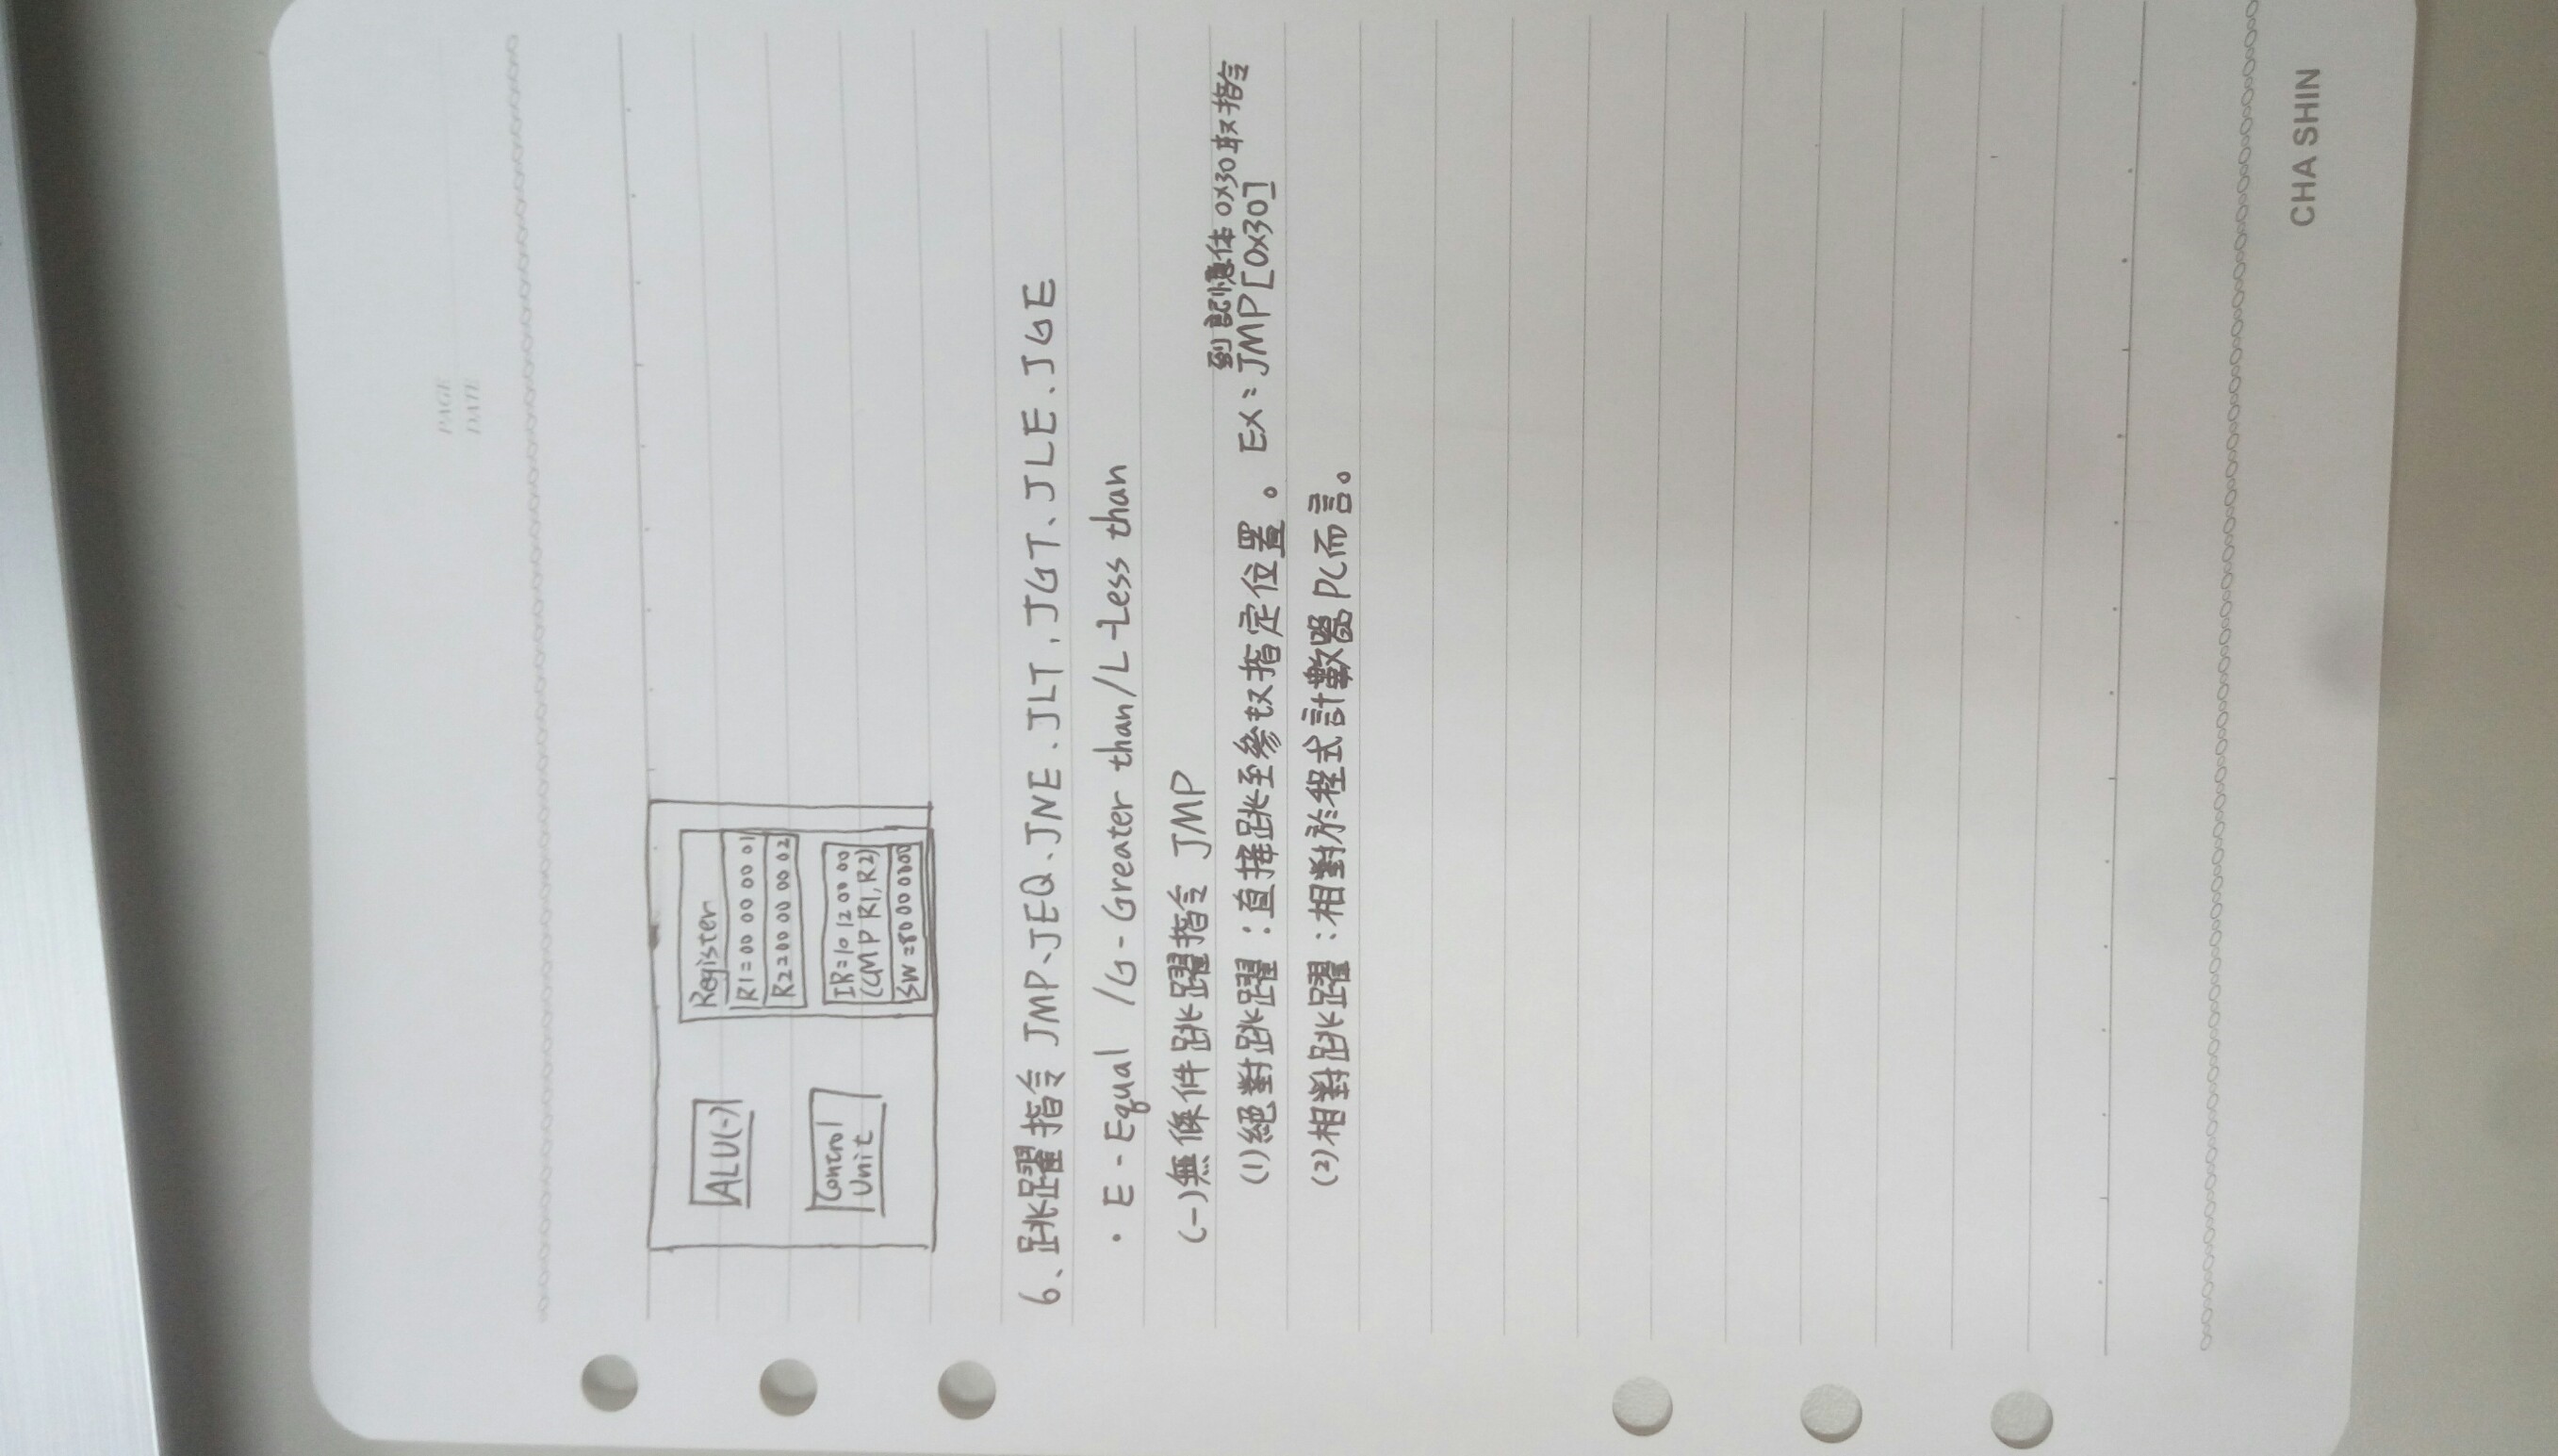 PAGE
DATE
ALU(-)
Control
Unit
Register
R1=00 00 00 01
R2=00 00 00 02
IR=10 12 00 00
(CMP R1, R2)
SW=80 00 00 00
6、跳躍指令 JMP、JEQ、JNE、JLT、JGT、JLE、JGE
· E - Equal /G - Greater than/L-Less than
(一)無條件跳躍指令 JMP
到記憶体0x30取指令
(1)絕對跳躍：直接跳至參数指定位置。 EX：JMP[0x30]
(2)相對跳躍：相對於程式計數器PC而言。
CHA SHIN